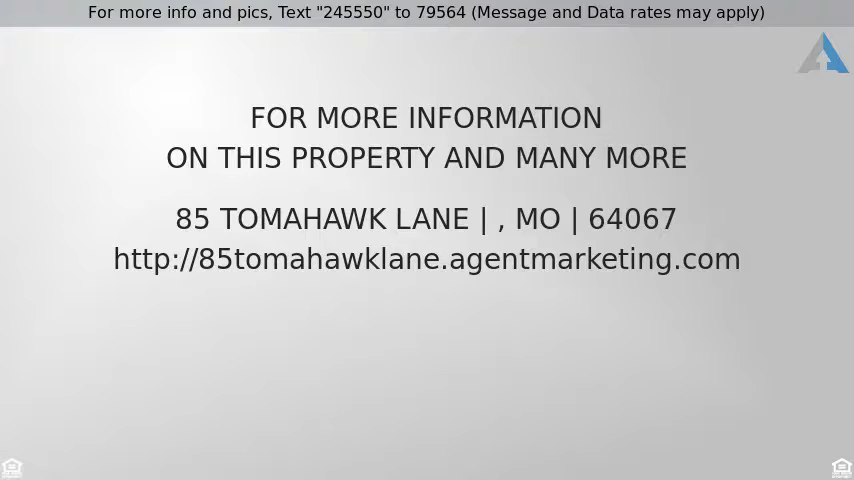 For more info and pics, Text "245550" to 79564 (Message and Data rates may apply)
FOR MORE INFORMATION
ON THIS PROPERTY AND MANY MORE
85 TOMAHAWK LANE | , MO | 64067
http://85tomahawklane.agentmarketing.com